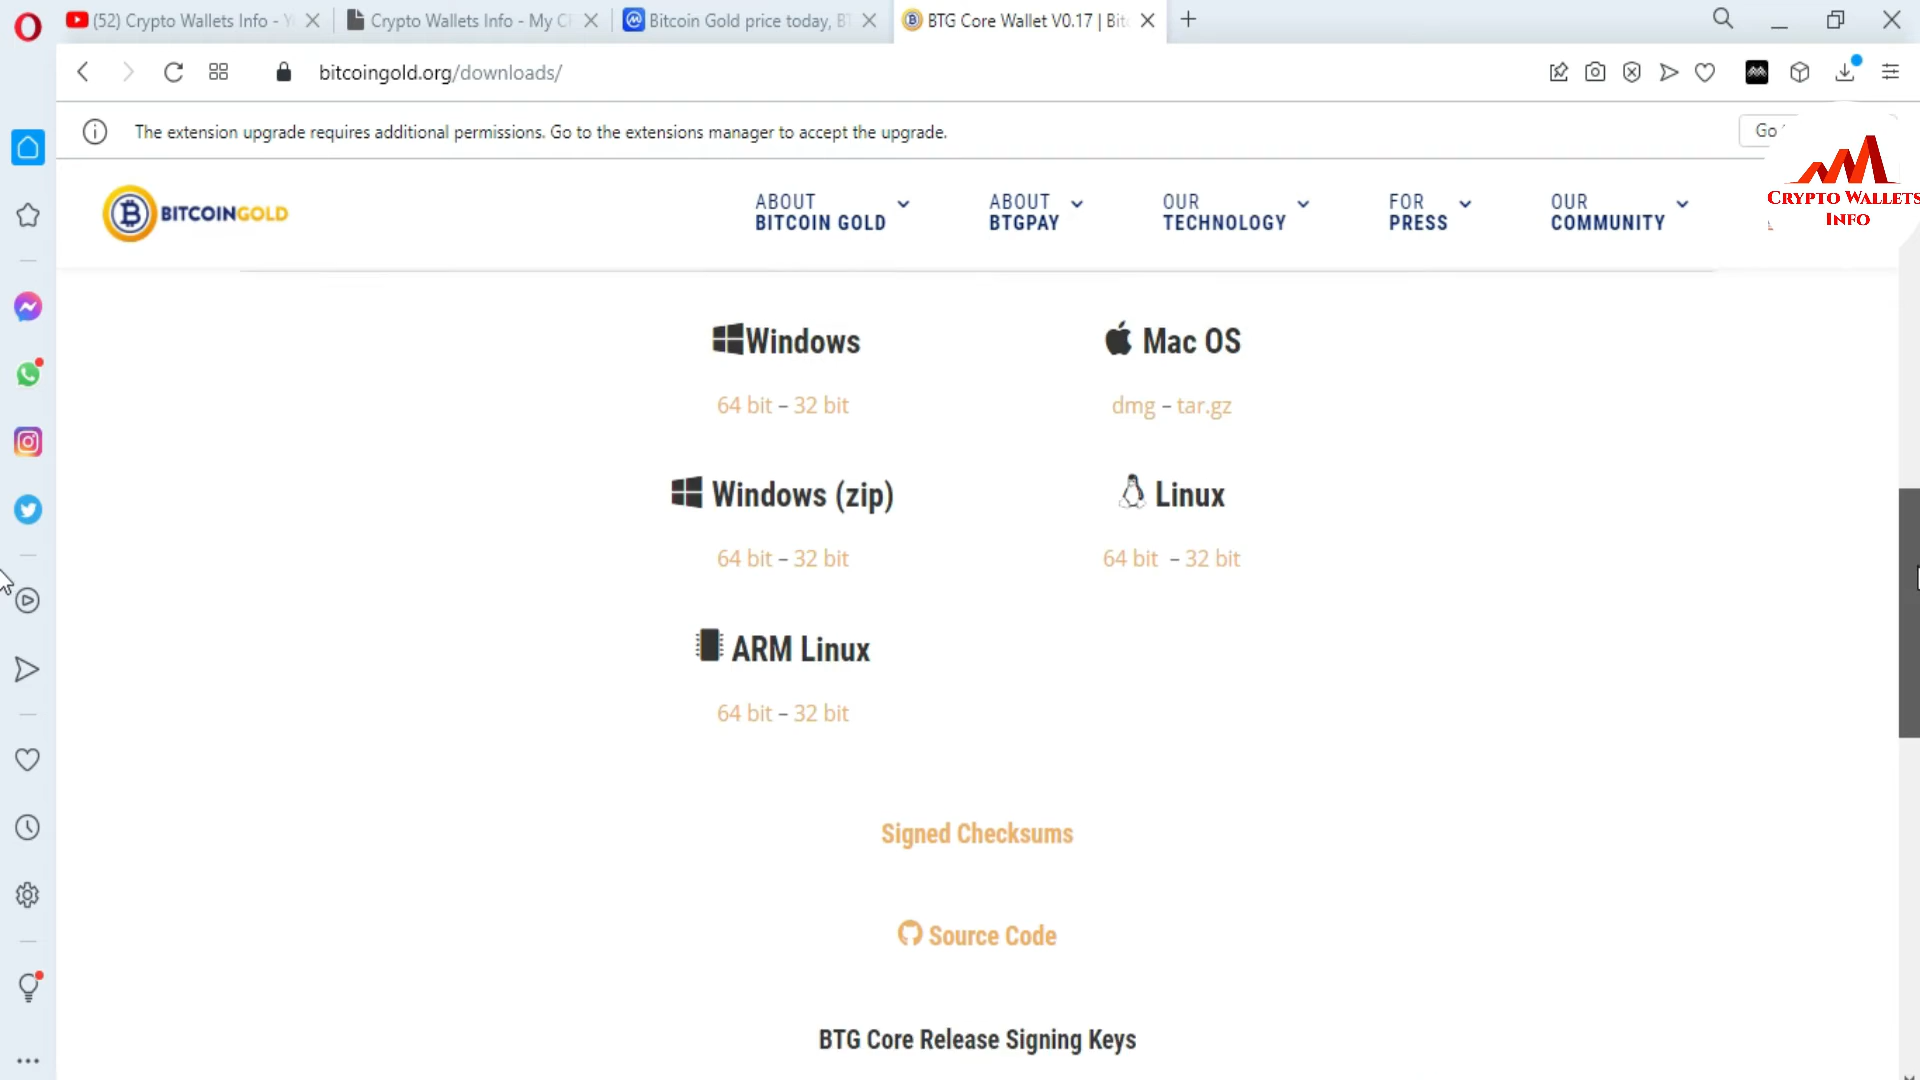 (52) Crypto Wallets Info - Y
Crypto Wallets Info - My C
Bitcoin Gold price today, BT
BTG Core Wallet V0.17 | Bit
bitcoingold.org/downloads/
The extension upgrade requires additional permissions. Go to the extensions manager to accept the upgrade.
Go
CRYPTO WALLETS
INFO
BITCOINGOLD
ABOUT
BITCOIN GOLD
ABOUT
BTGPAY
OUR
TECHNOLOGY
FOR
PRESS
OUR
COMMUNITY
Windows
Mac OS
64 bit – 32 bit
dmg – tar.gz
Windows (zip)
Linux
64 bit – 32 bit
64 bit – 32 bit
ARM Linux
64 bit – 32 bit
Signed Checksums
Source Code
BTG Core Release Signing Keys